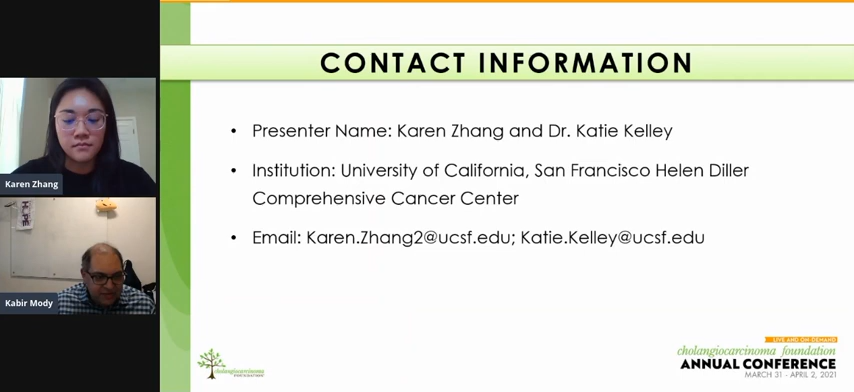 CONTACT INFORMATION
• Presenter Name: Karen Zhang and Dr. Katie Kelley
• Institution: University of California, San Francisco Helen Diller
Comprehensive Cancer Center
• Email: Karen.Zhang2@ucsf.edu; Katie.Kelley@ucsf.edu
Karen Zhang
HOPE
Kabir Mody
cholangiocarcinoma
LIVE AND ON-DEMAND
cholangiocarcinoma foundation
ANNUAL CONFERENCE
MARCH 31 - APRIL 2, 2021